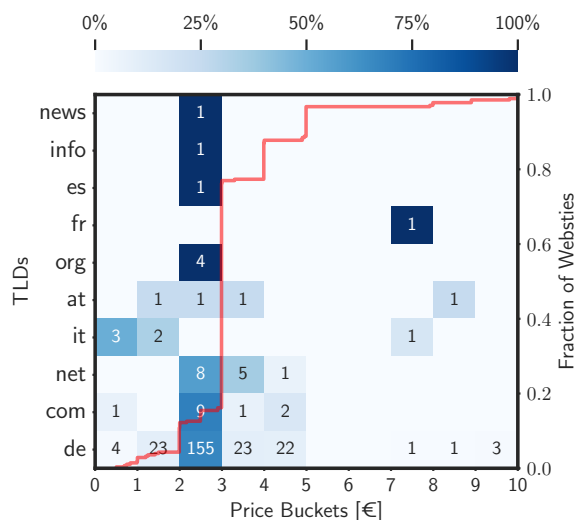 0% 25% 50% 75% 100%
news 1 1.0
info 1
es 1 0.8
fr 1
org 4 0.6
at 1 1 1 1
it 3 2 1 0.4
net 8 5 1
com 1 9 1 2 0.2
de 4 23 155 23 22 1 1 3
0.0
0 1 2 3 4 5 6 7 8 9 10
Price Buckets [€]
TLDs
Fraction of Websties